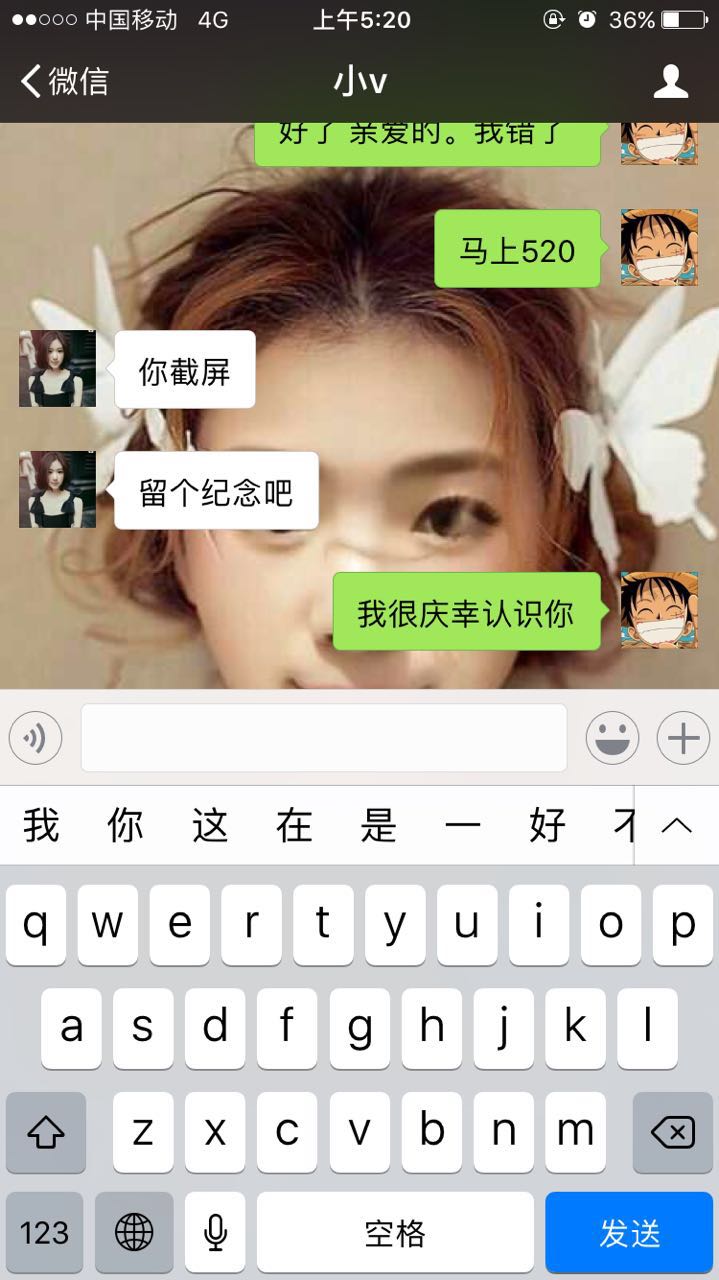 中国移动 4G 上午5:20 36%
微信 小v
好了 亲爱的。我错了
马上520
你截屏
留个纪念吧
我很庆幸认识你
我 你 这 在 是 一 好 不
q w e r t y u i o p
a s d f g h j k l
z x c v b n m
123 空格 发送